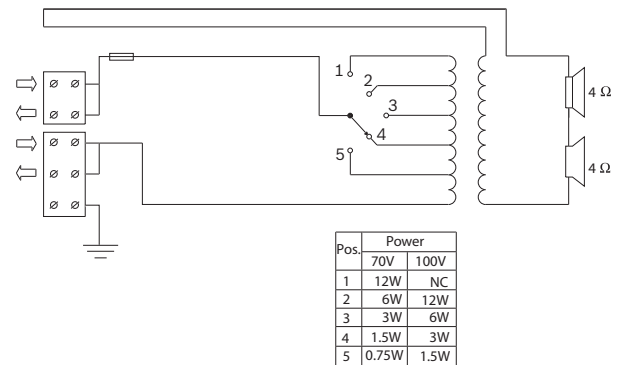 1
2
3
4
5
4 Ω
4 Ω
Pos. Power
70V 100V
1 12W NC
2 6W 12W
3 3W 6W
4 1.5W 3W
5 0.75W 1.5W